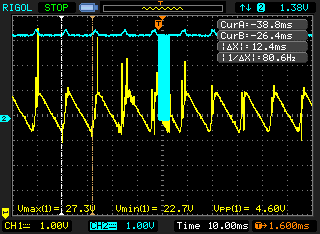 RIGOL STOP T 2 1.38V
CurA=-38.8ms
CurB=-26.4ms
|ΔX|=12.4ms
|1/ΔX|=80.6Hz
T
2
Vmax(1)= 27.3V Vmin(1)=-22.7V Vpp(1)= 4.60V
CH1= 1.00V CH2= 1.00V Time 10.00ms T→1.600ms